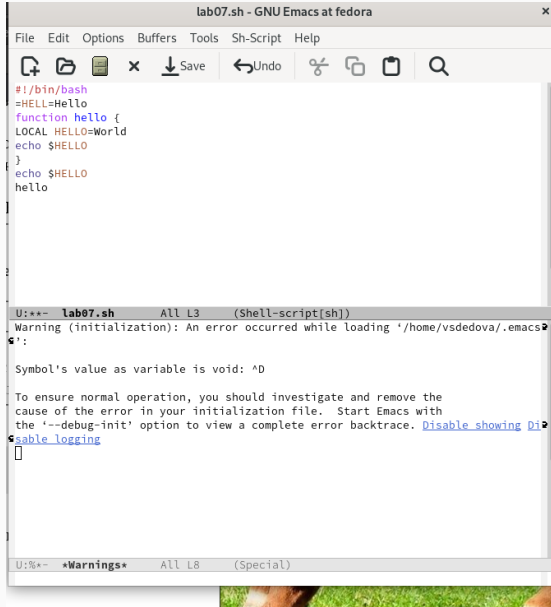 lab07.sh - GNU Emacs at fedora ×
File Edit Options Buffers Tools Sh-Script Help
Save Undo
#!/bin/bash
=HELL=Hello
function hello {
LOCAL HELLO=World
echo $HELLO
}
echo $HELLO
hello
U:**- lab07.sh All L3 (Shell-script[sh])
Warning (initialization): An error occurred while loading ‘/home/vsdedova/.emacs
’:
Symbol's value as variable is void: ^D
To ensure normal operation, you should investigate and remove the
cause of the error in your initialization file. Start Emacs with
the ‘--debug-init’ option to view a complete error backtrace. Disable showing Di
sable logging
U:%*- *Warnings* All L8 (Special)